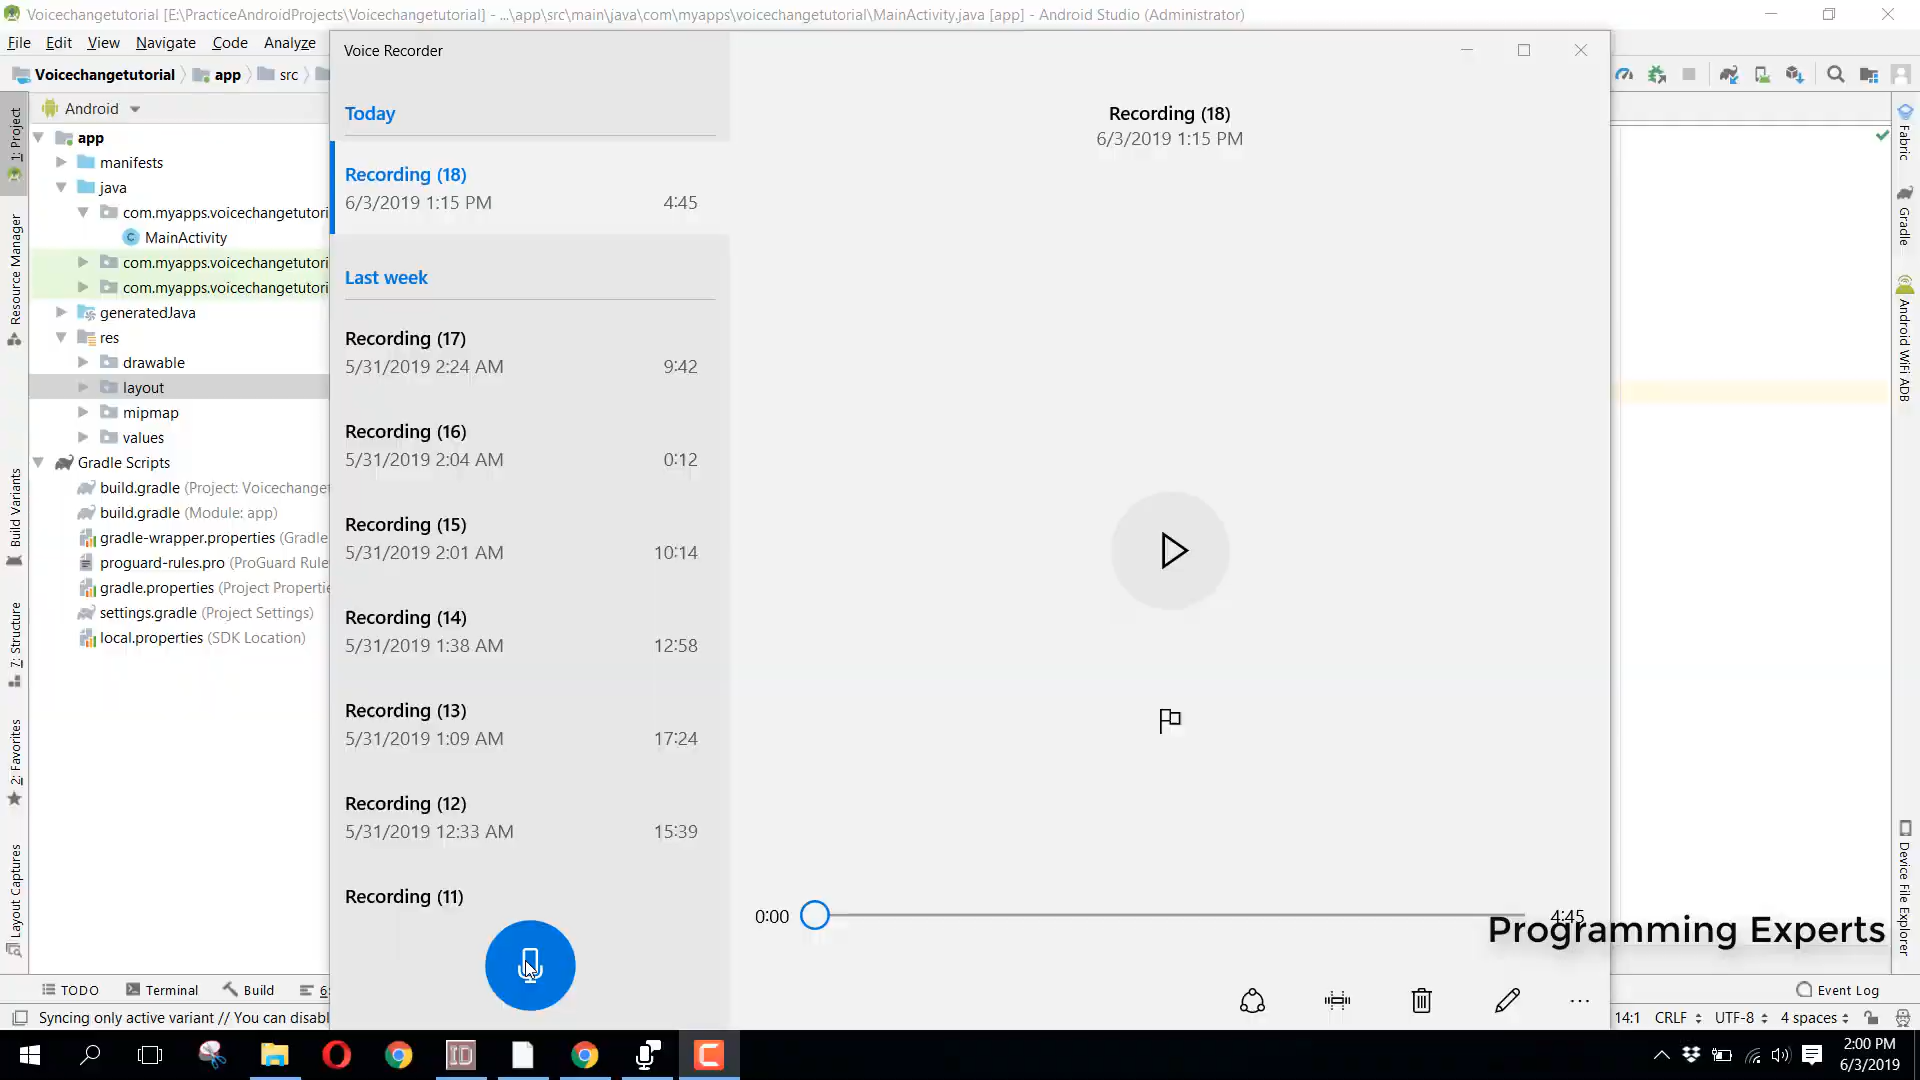 Voicechangetutorial [E:\PracticeAndroidProjects\Voicechangetutorial] - ...\app\src\main\java\com\myapps\voicechangetutorial\MainActivity.java [app] - Android Studio (Administrator)
File Edit View Navigate Code Analyze
Voicechangetutorial app src
Android
app
manifests
java
com.myapps.voicechangetutori
MainActivity
com.myapps.voicechangetutori
com.myapps.voicechangetutori
generatedJava
res
drawable
layout
mipmap
values
Gradle Scripts
build.gradle (Project: Voicechanget
build.gradle (Module: app)
gradle-wrapper.properties (Gradle
proguard-rules.pro (ProGuard Rule
gradle.properties (Project Properti
settings.gradle (Project Settings)
local.properties (SDK Location)
1: Project
Resource Manager
Build Variants
7: Structure
2: Favorites
Layout Captures
Voice Recorder
Today
Recording (18)
6/3/2019 1:15 PM 4:45
Last week
Recording (17)
5/31/2019 2:24 AM 9:42
Recording (16)
5/31/2019 2:04 AM 0:12
Recording (15)
5/31/2019 2:01 AM 10:14
Recording (14)
5/31/2019 1:38 AM 12:58
Recording (13)
5/31/2019 1:09 AM 17:24
Recording (12)
5/31/2019 12:33 AM 15:39
Recording (11)
Recording (18)
6/3/2019 1:15 PM
0:00 4:45
Programming Experts
Fabric
Gradle
Android WiFi ADB
Device File Explorer
TODO Terminal Build 6: Event Log
Syncing only active variant // You can disabl 14:1 CRLF UTF-8 4 spaces
2:00 PM
6/3/2019